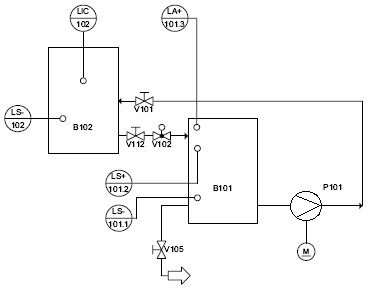 LIC
102
LA+
101.3
V101
LS-
102
B102
V112
V102
LS+
101.2
B101
P101
LS-
101.1
V105
M